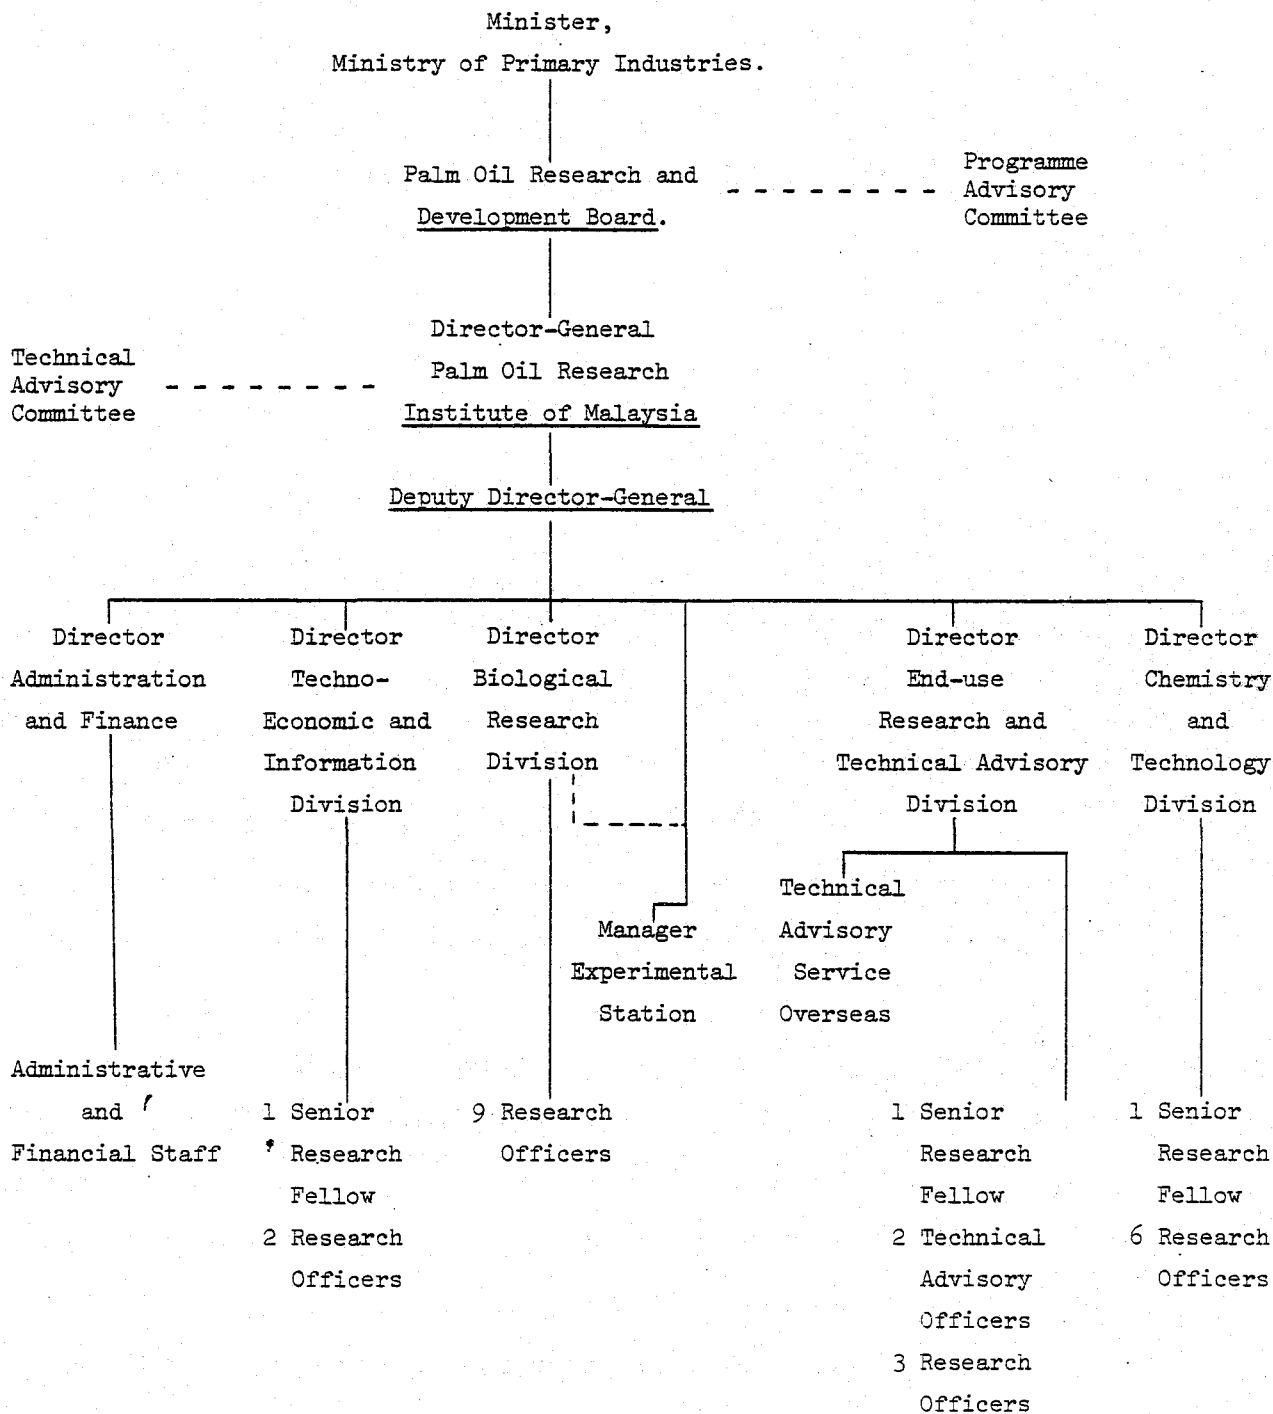 Minister,
Ministry of Primary Industries.
Palm Oil Research and
Development Board.
Programme
Advisory
Committee
Director-General
Palm Oil Research
Institute of Malaysia
Technical
Advisory
Committee
Deputy Director-General
Director
Administration
and Finance
Director
Techno-
Economic and
Information
Division
Director
Biological
Research
Division
Director
End-use
Research and
Technical Advisory
Division
Director
Chemistry
and
Technology
Division
Manager
Experimental
Station
Technical
Advisory
Service
Overseas
Administrative
and
Financial Staff
1 Senior
Research
Fellow
2 Research
Officers
9 Research
Officers
1 Senior
Research
Fellow
2 Technical
Advisory
Officers
3 Research
Officers
1 Senior
Research
Fellow
6 Research
Officers